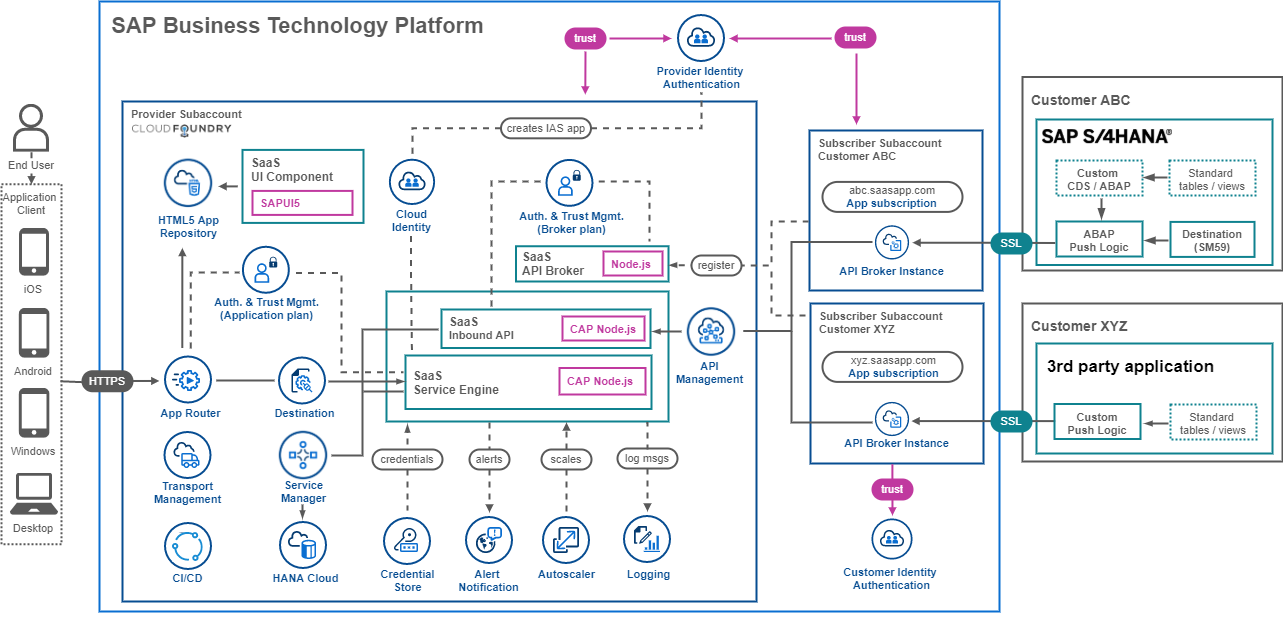 SAP Business Technology Platform
trust
trust
Provider Identity
Authentication
End User
Application
Client
iOS
Android
Windows
Desktop
HTTPS
Provider Subaccount
CLOUD FOUNDRY
creates IAS app
HTML5 App
Repository
SaaS
UI Component
SAPUI5
Cloud
Identity
Auth. & Trust Mgmt.
(Broker plan)
SaaS
API Broker
Node.js
register
Auth. & Trust Mgmt.
(Application plan)
SaaS
Inbound API
CAP Node.js
SaaS
Service Engine
CAP Node.js
API
Management
App Router
Destination
Transport
Management
Service
Manager
credentials
alerts
scales
log msgs
CI/CD
HANA Cloud
Credential
Store
Alert
Notification
Autoscaler
Logging
Subscriber Subaccount
Customer ABC
abc.saasapp.com
App subscription
API Broker Instance
Subscriber Subaccount
Customer XYZ
xyz.saasapp.com
App subscription
API Broker Instance
trust
Customer Identity
Authentication
SSL
SSL
Customer ABC
SAP S/4HANA®
Custom
CDS / ABAP
Standard
tables / views
ABAP
Push Logic
Destination
(SM59)
Customer XYZ
3rd party application
Custom
Push Logic
Standard
tables / views